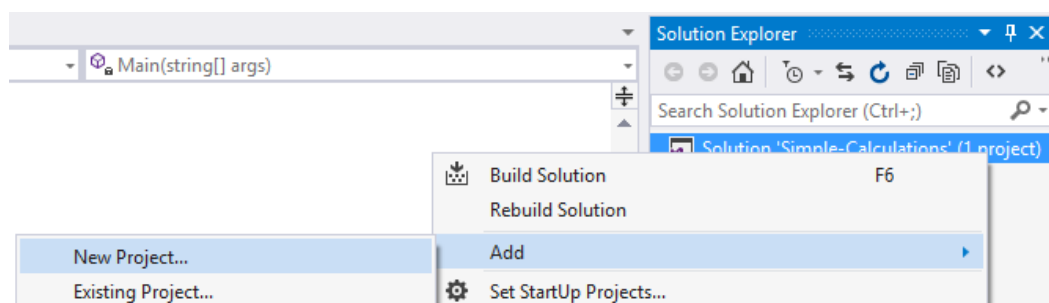 Solution Explorer
Main(string[] args)
Search Solution Explorer (Ctrl+;)
Solution 'Simple-Calculations' (1 project)
Build Solution F6
Rebuild Solution
Add
New Project...
Existing Project...
Set StartUp Projects...